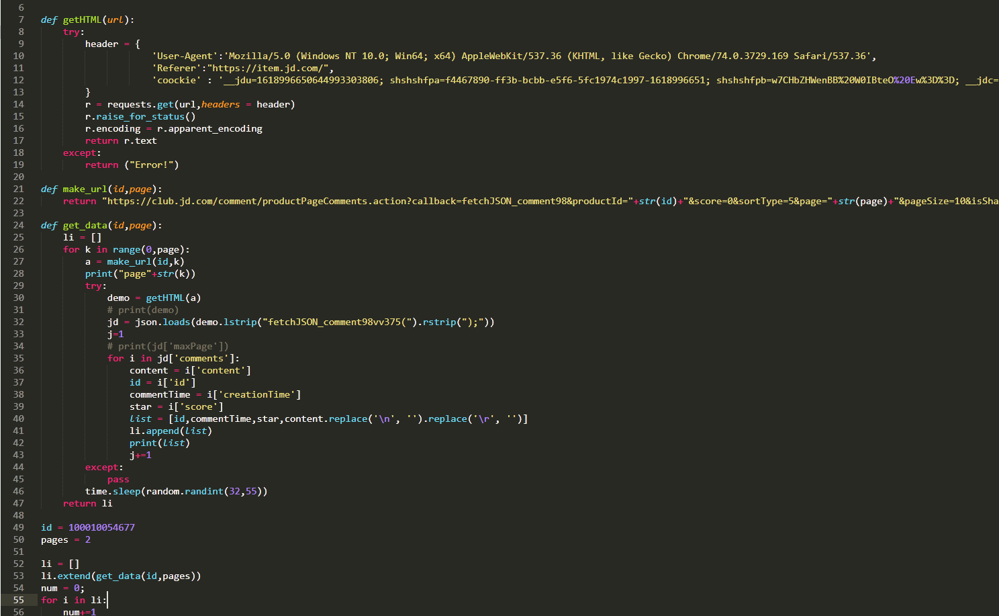 6
7 def getHTML(url):
8     try:
9         header = {
10                     'User-Agent':'Mozilla/5.0 (Windows NT 10.0; Win64; x64) AppleWebKit/537.36 (KHTML, like Gecko) Chrome/74.0.3729.169 Safari/537.36',
11                     'Referer':"https://item.jd.com/",
12                     'coockie' : '__jdu=1618996650644993303806; shshshfpa=f4467890-ff3b-bcbb-e5f6-5fc1974c1997-1618996651; shshshfpb=w7CHbZHWenBB%20W0IBteO%20Ew%3D%3D; __jdc=
13         }
14         r = requests.get(url,headers = header)
15         r.raise_for_status()
16         r.encoding = r.apparent_encoding
17         return r.text
18     except:
19         return ("Error!")
20
21 def make_url(id,page):
22     return "https://club.jd.com/comment/productPageComments.action?callback=fetchJSON_comment98&productId="+str(id)+"&score=0&sortType=5&page="+str(page)+"&pageSize=10&isSha
23
24 def get_data(id,page):
25     li = []
26     for k in range(0,page):
27         a = make_url(id,k)
28         print("page"+str(k))
29         try:
30             demo = getHTML(a)
31             # print(demo)
32             jd = json.loads(demo.lstrip("fetchJSON_comment98vv375(").rstrip(");"))
33             j=1
34             # print(jd['maxPage'])
35             for i in jd['comments']:
36                 content = i['content']
37                 id = i['id']
38                 commentTime = i['creationTime']
39                 star = i['score']
40                 list = [id,commentTime,star,content.replace('\n', '').replace('\r', '')]
41                 li.append(list)
42                 print(list)
43                 j+=1
44         except:
45             pass
46         time.sleep(random.randint(32,55))
47     return li
48
49 id = 100010054677
50 pages = 2
51
52 li = []
53 li.extend(get_data(id,pages))
54 num = 0;
55 for i in li:
56     num+=1